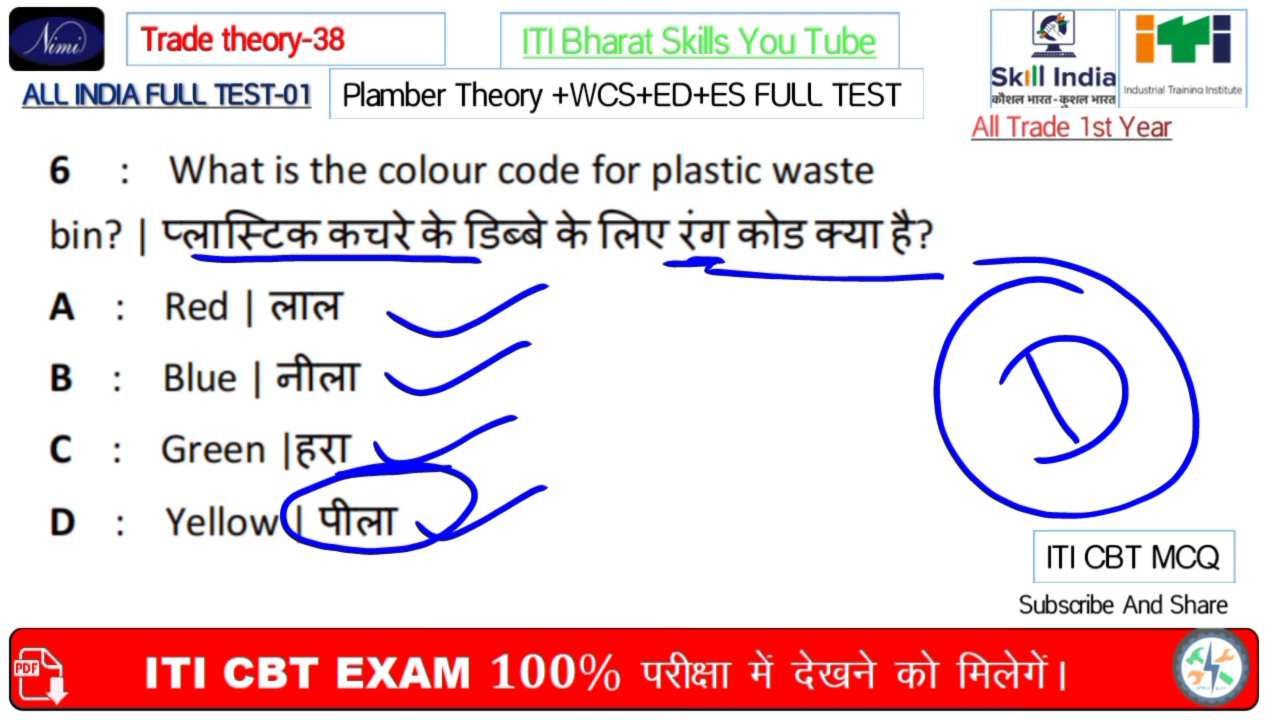 Nimi
Trade theory-38
ITI Bharat Skills You Tube
Skill India
कौशल भारत-कुशल भारत
iTi
Industrial Training Institute
ALL INDIA FULL TEST-01
Plamber Theory +WCS+ED+ES FULL TEST
All Trade 1st Year
6 : What is the colour code for plastic waste
bin? | प्लास्टिक कचरे के डिब्बे के लिए रंग कोड क्या है?
A : Red | लाल
B : Blue | नीला
C : Green |हरा
D : Yellow | पीला
D
ITI CBT MCQ
Subscribe And Share
PDF
ITI CBT EXAM 100% परीक्षा में देखने को मिलेगें।